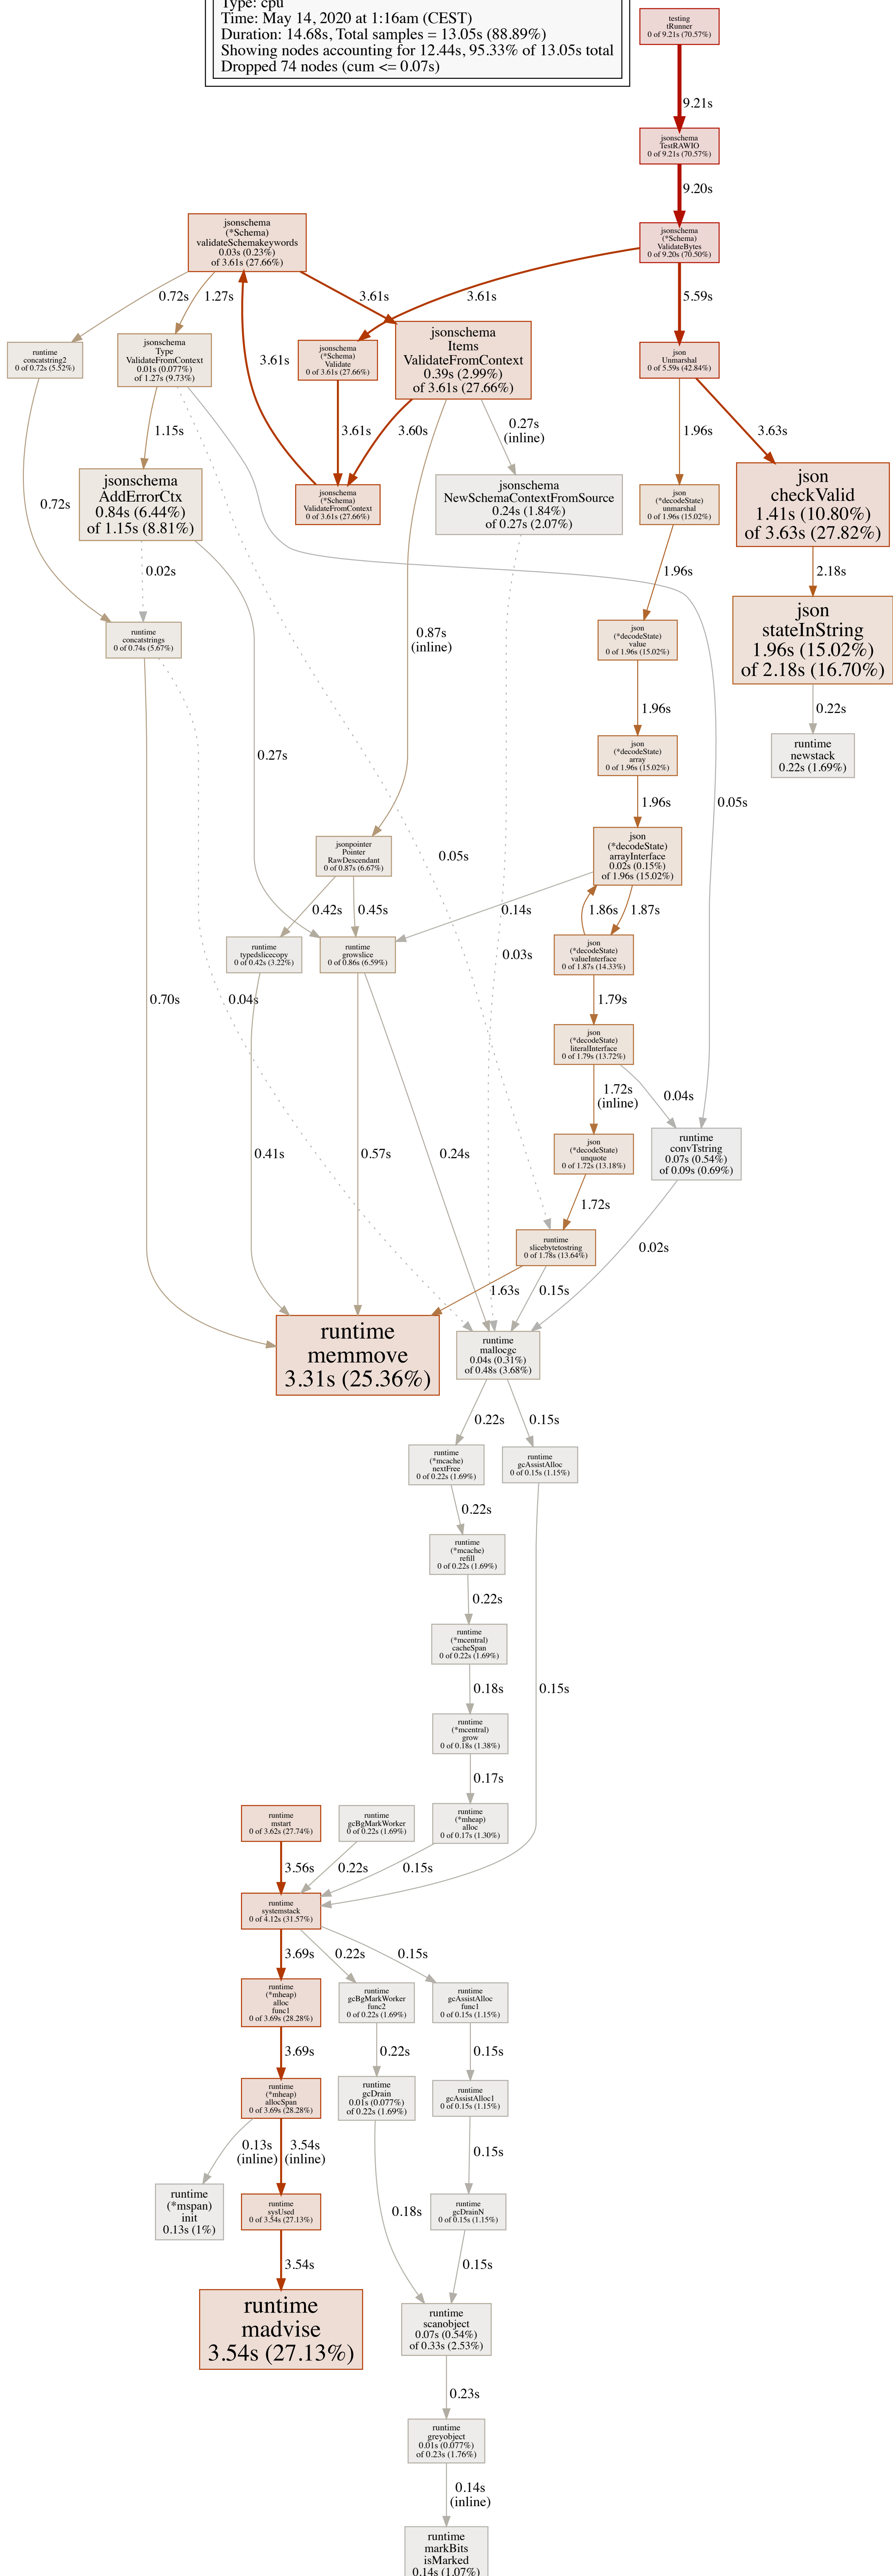 Type: cpu
Time: May 14, 2020 at 1:16am (CEST)
Duration: 14.68s, Total samples = 13.05s (88.89%)
Showing nodes accounting for 12.44s, 95.33% of 13.05s total
Dropped 74 nodes (cum <= 0.07s)
testing
tRunner
0 of 9.21s (70.57%)
9.21s
jsonschema
TestRAWIO
0 of 9.21s (70.57%)
9.20s
jsonschema
(*Schema)
ValidateBytes
0 of 9.20s (70.50%)
jsonschema
(*Schema)
validateSchemakeywords
0.03s (0.23%)
of 3.61s (27.66%)
0.72s
1.27s
3.61s
3.61s
5.59s
runtime
concatstring2
0 of 0.72s (5.52%)
jsonschema
Type
ValidateFromContext
0.01s (0.077%)
of 1.27s (9.73%)
3.61s
jsonschema
(*Schema)
Validate
0 of 3.61s (27.66%)
jsonschema
Items
ValidateFromContext
0.39s (2.99%)
of 3.61s (27.66%)
json
Unmarshal
0 of 5.59s (42.84%)
1.15s
3.61s
3.60s
0.27s
(inline)
1.96s
3.63s
0.72s
jsonschema
AddErrorCtx
0.84s (6.44%)
of 1.15s (8.81%)
jsonschema
(*Schema)
ValidateFromContext
0 of 3.61s (27.66%)
jsonschema
NewSchemaContextFromSource
0.24s (1.84%)
of 0.27s (2.07%)
json
(*decodeState)
unmarshal
0 of 1.96s (15.02%)
json
checkValid
1.41s (10.80%)
of 3.63s (27.82%)
0.02s
1.96s
2.18s
runtime
concatstrings
0 of 0.74s (5.67%)
0.87s
(inline)
json
(*decodeState)
value
0 of 1.96s (15.02%)
json
stateInString
1.96s (15.02%)
of 2.18s (16.70%)
1.96s
0.22s
0.27s
json
(*decodeState)
array
0 of 1.96s (15.02%)
runtime
newstack
0.22s (1.69%)
1.96s
0.05s
jsonpointer
Pointer
RawDescendant
0 of 0.87s (6.67%)
0.05s
json
(*decodeState)
arrayInterface
0.02s (0.15%)
of 1.96s (15.02%)
0.42s
0.45s
0.14s
1.86s
1.87s
runtime
typedslicecopy
0 of 0.42s (3.22%)
runtime
growslice
0 of 0.86s (6.59%)
0.03s
json
(*decodeState)
valueInterface
0 of 1.87s (14.33%)
0.70s
0.04s
1.79s
json
(*decodeState)
literalInterface
0 of 1.79s (13.72%)
1.72s
(inline)
0.04s
0.41s
0.57s
0.24s
json
(*decodeState)
unquote
0 of 1.72s (13.18%)
runtime
convTstring
0.07s (0.54%)
of 0.09s (0.69%)
1.72s
runtime
slicebytetostring
0 of 1.78s (13.64%)
0.02s
1.63s
0.15s
runtime
memmove
3.31s (25.36%)
runtime
mallocgc
0.04s (0.31%)
of 0.48s (3.68%)
0.22s
0.15s
runtime
(*mcache)
nextFree
0 of 0.22s (1.69%)
runtime
gcAssistAlloc
0 of 0.15s (1.15%)
0.22s
runtime
(*mcache)
refill
0 of 0.22s (1.69%)
0.22s
runtime
(*mcentral)
cacheSpan
0 of 0.22s (1.69%)
0.18s
0.15s
runtime
(*mcentral)
grow
0 of 0.18s (1.38%)
0.17s
runtime
mstart
0 of 3.62s (27.74%)
runtime
gcBgMarkWorker
0 of 0.22s (1.69%)
runtime
(*mheap)
alloc
0 of 0.17s (1.30%)
3.56s
0.22s
0.15s
runtime
systemstack
0 of 4.12s (31.57%)
3.69s
0.22s
0.15s
runtime
(*mheap)
alloc
func1
0 of 3.69s (28.28%)
runtime
gcBgMarkWorker
func2
0 of 0.22s (1.69%)
runtime
gcAssistAlloc
func1
0 of 0.15s (1.15%)
3.69s
0.22s
0.15s
runtime
(*mheap)
allocSpan
0 of 3.69s (28.28%)
runtime
gcDrain
0.01s (0.077%)
of 0.22s (1.69%)
runtime
gcAssistAlloc1
0 of 0.15s (1.15%)
0.13s
(inline)
3.54s
(inline)
0.15s
runtime
(*mspan)
init
0.13s (1%)
runtime
sysUsed
0 of 3.54s (27.13%)
0.18s
runtime
gcDrainN
0 of 0.15s (1.15%)
3.54s
0.15s
runtime
madvise
3.54s (27.13%)
runtime
scanobject
0.07s (0.54%)
of 0.33s (2.53%)
0.23s
runtime
greyobject
0.01s (0.077%)
of 0.23s (1.76%)
0.14s
(inline)
runtime
markBits
isMarked
0.14s (1.07%)